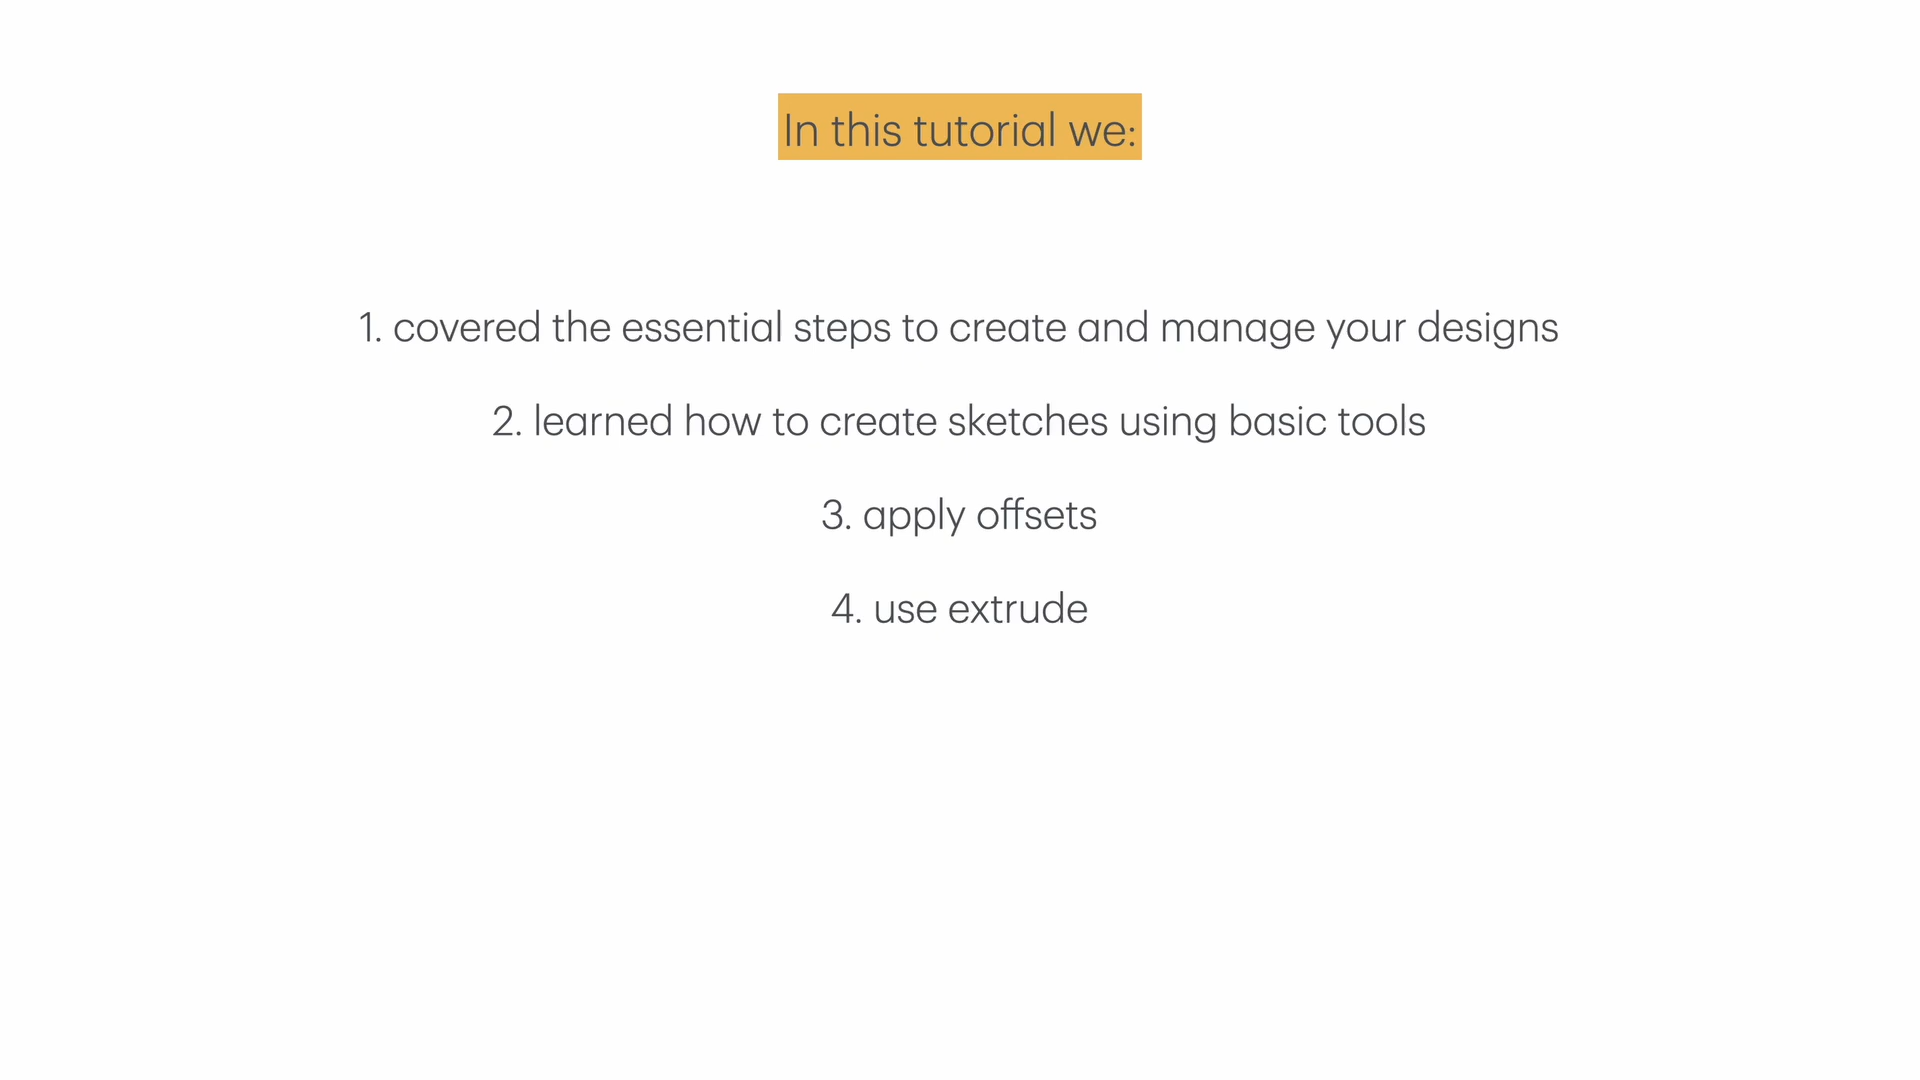 In this tutorial we:
1. covered the essential steps to create and manage your designs
2. learned how to create sketches using basic tools
3. apply offsets
4. use extrude